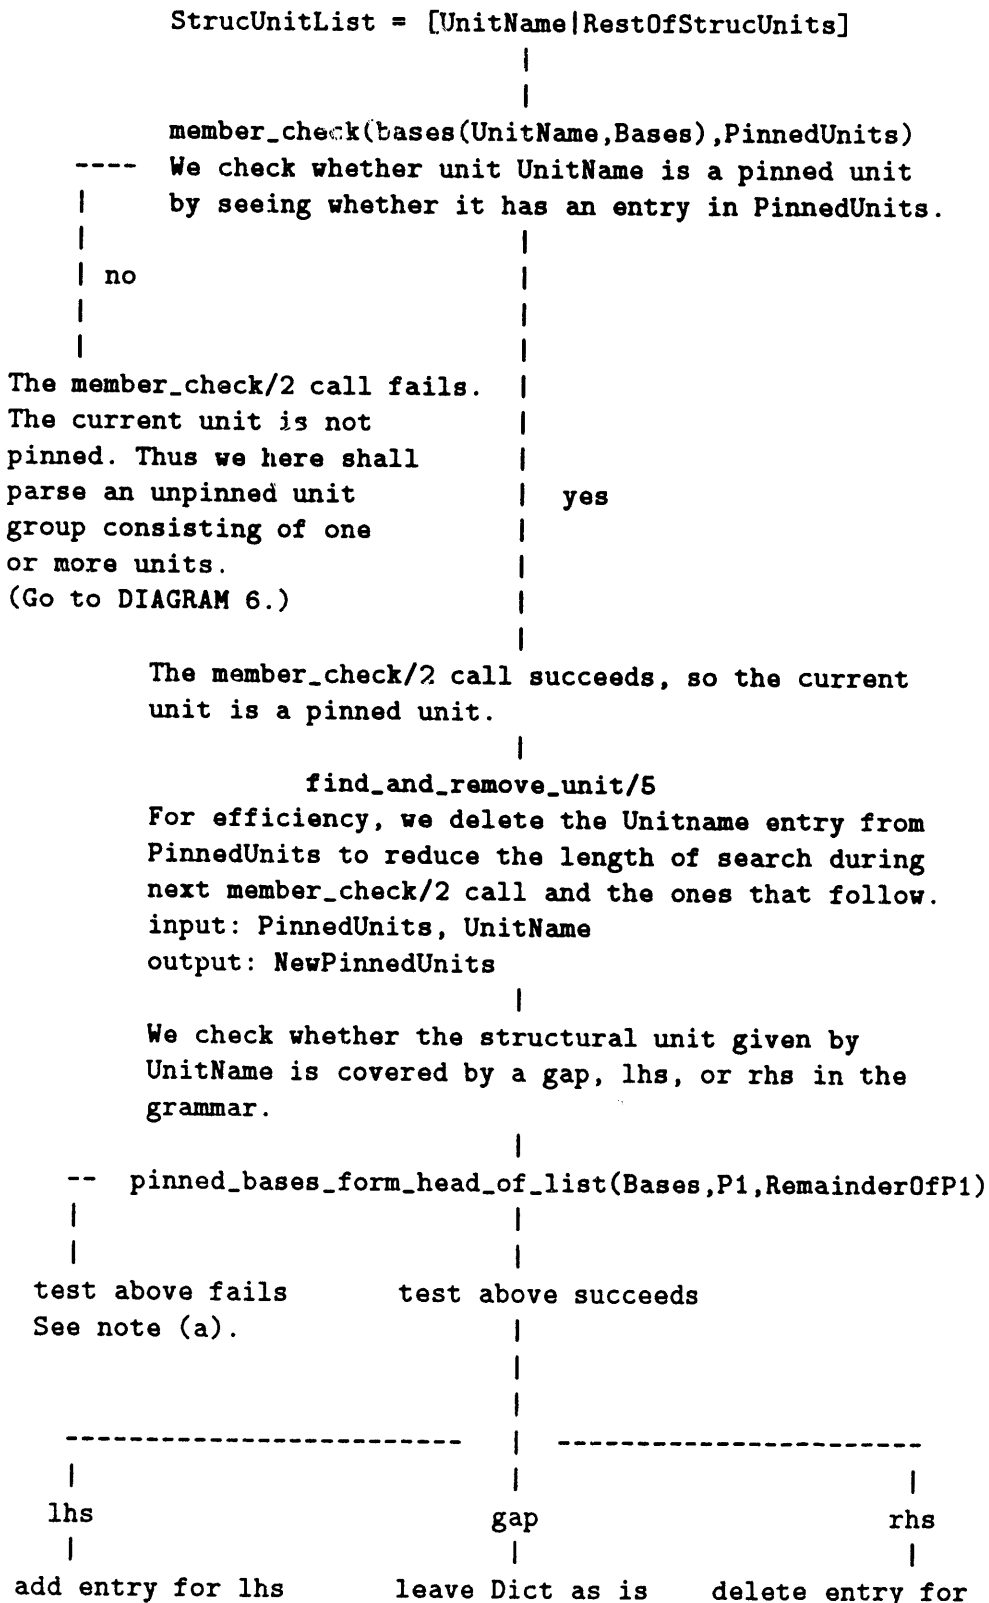 StrucUnitList = [UnitName|RestOfStrucUnits]
member_check(bases(UnitName,Bases),PinnedUnits)
We check whether unit UnitName is a pinned unit
by seeing whether it has an entry in PinnedUnits.
no
The member_check/2 call fails.
The current unit is not
pinned. Thus we here shall
parse an unpinned unit
group consisting of one
or more units.
(Go to DIAGRAM 6.)
yes
The member_check/2 call succeeds, so the current
unit is a pinned unit.
find_and_remove_unit/5
For efficiency, we delete the Unitname entry from
PinnedUnits to reduce the length of search during
next member_check/2 call and the ones that follow.
input: PinnedUnits, UnitName
output: NewPinnedUnits
We check whether the structural unit given by
UnitName is covered by a gap, lhs, or rhs in the
grammar.
pinned_bases_form_head_of_list(Bases,P1,RemainderOfP1)
test above fails test above succeeds
See note (a).
lhs gap rhs
add entry for lhs leave Dict as is delete entry for